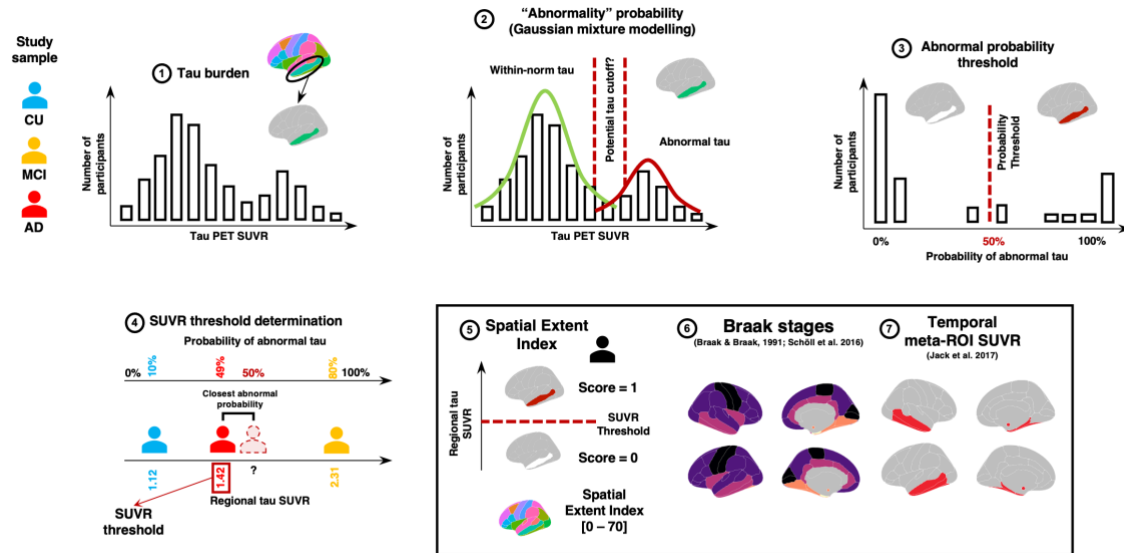 Study
sample
CU
MCI
AD
1 Tau burden
Number of
participants
Tau PET SUVR
2 “Abnormality” probability
(Gaussian mixture modelling)
Within-norm tau
Potential tau cutoff?
Abnormal tau
Number of
participants
Tau PET SUVR
3 Abnormal probability
threshold
Probability
Threshold
Number of
participants
0%
50%
100%
Probability of abnormal tau
4 SUVR threshold determination
Probability of abnormal tau
0%
10%
49%
50%
80%
100%
Closest abnormal
probability
1.12
1.42
?
2.31
Regional tau SUVR
SUVR
threshold
5 Spatial Extent
Index
Regional tau
SUVR
Score = 1
SUVR
Threshold
Score = 0
Spatial
Extent Index
[0 – 70]
6 Braak stages
(Braak & Braak, 1991; Schöll et al. 2016)
7 Temporal
meta-ROI SUVR
(Jack et al. 2017)